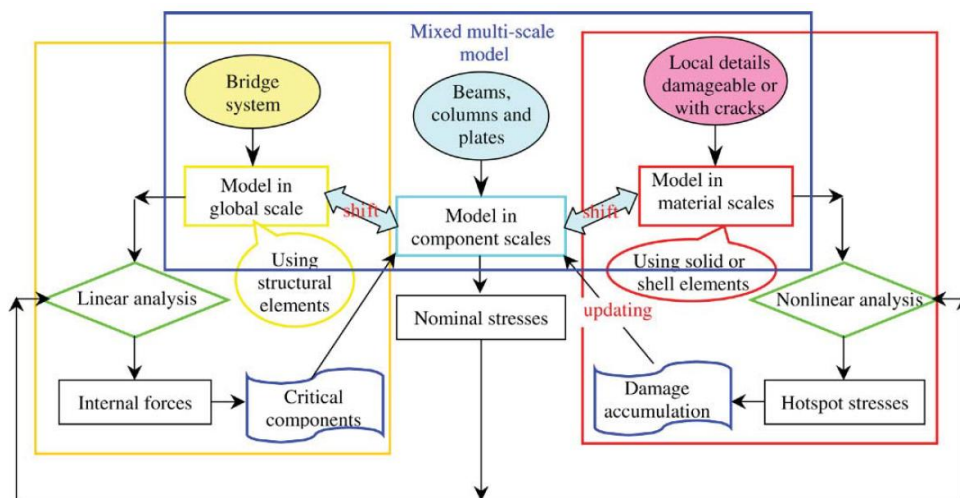 Mixed multi-scale
model
Bridge
system
Beams,
columns and
plates
Local details
damageable or
with cracks
Model in
global scale
shift
Model in
component scales
shift
Model in
material scales
Using
structural
elements
Using solid or
shell elements
Linear analysis
Nominal stresses
updating
Nonlinear analysis
Internal forces
Critical
components
Damage
accumulation
Hotspot stresses